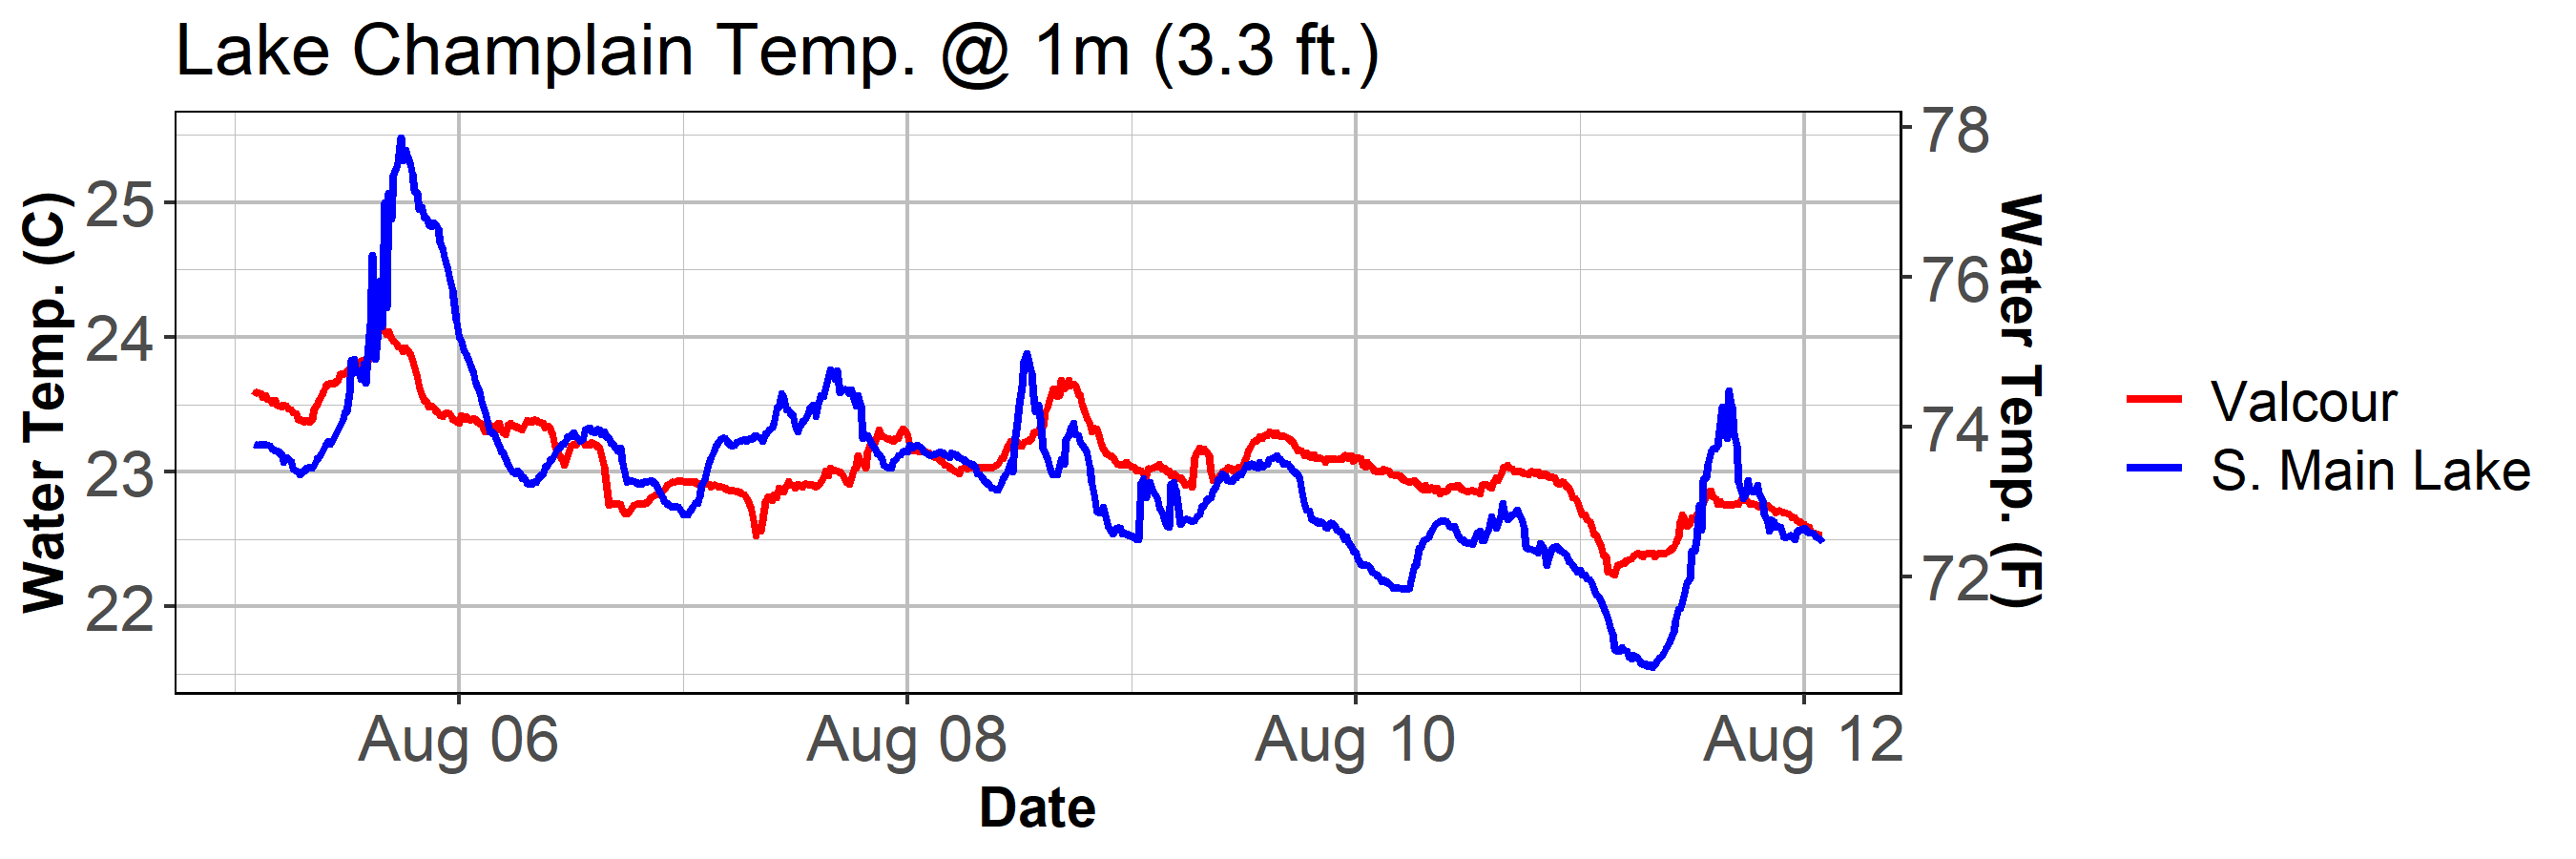 Lake Champlain Temp. @ 1m (3.3 ft.)
Water Temp. (C)
25
24
23
22
78
76
74
72
Water Temp. (F)
Aug 06
Aug 08
Aug 10
Aug 12
Date
Valcour
S. Main Lake